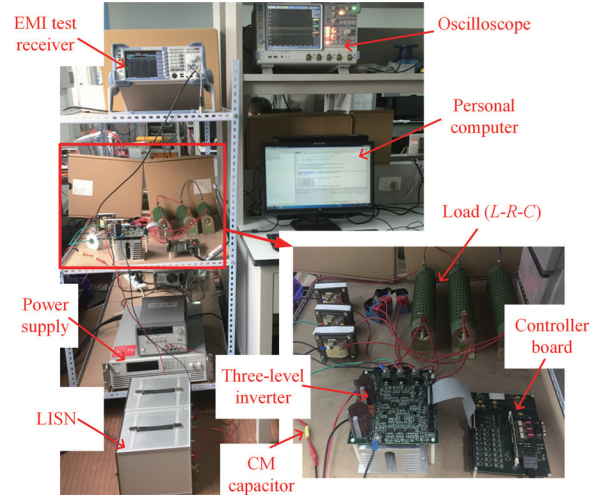 EMI test
receiver
Oscilloscope
Personal
computer
Load (L-R-C)
Power
supply
Controller
board
Three-level
inverter
LISN
CM
capacitor